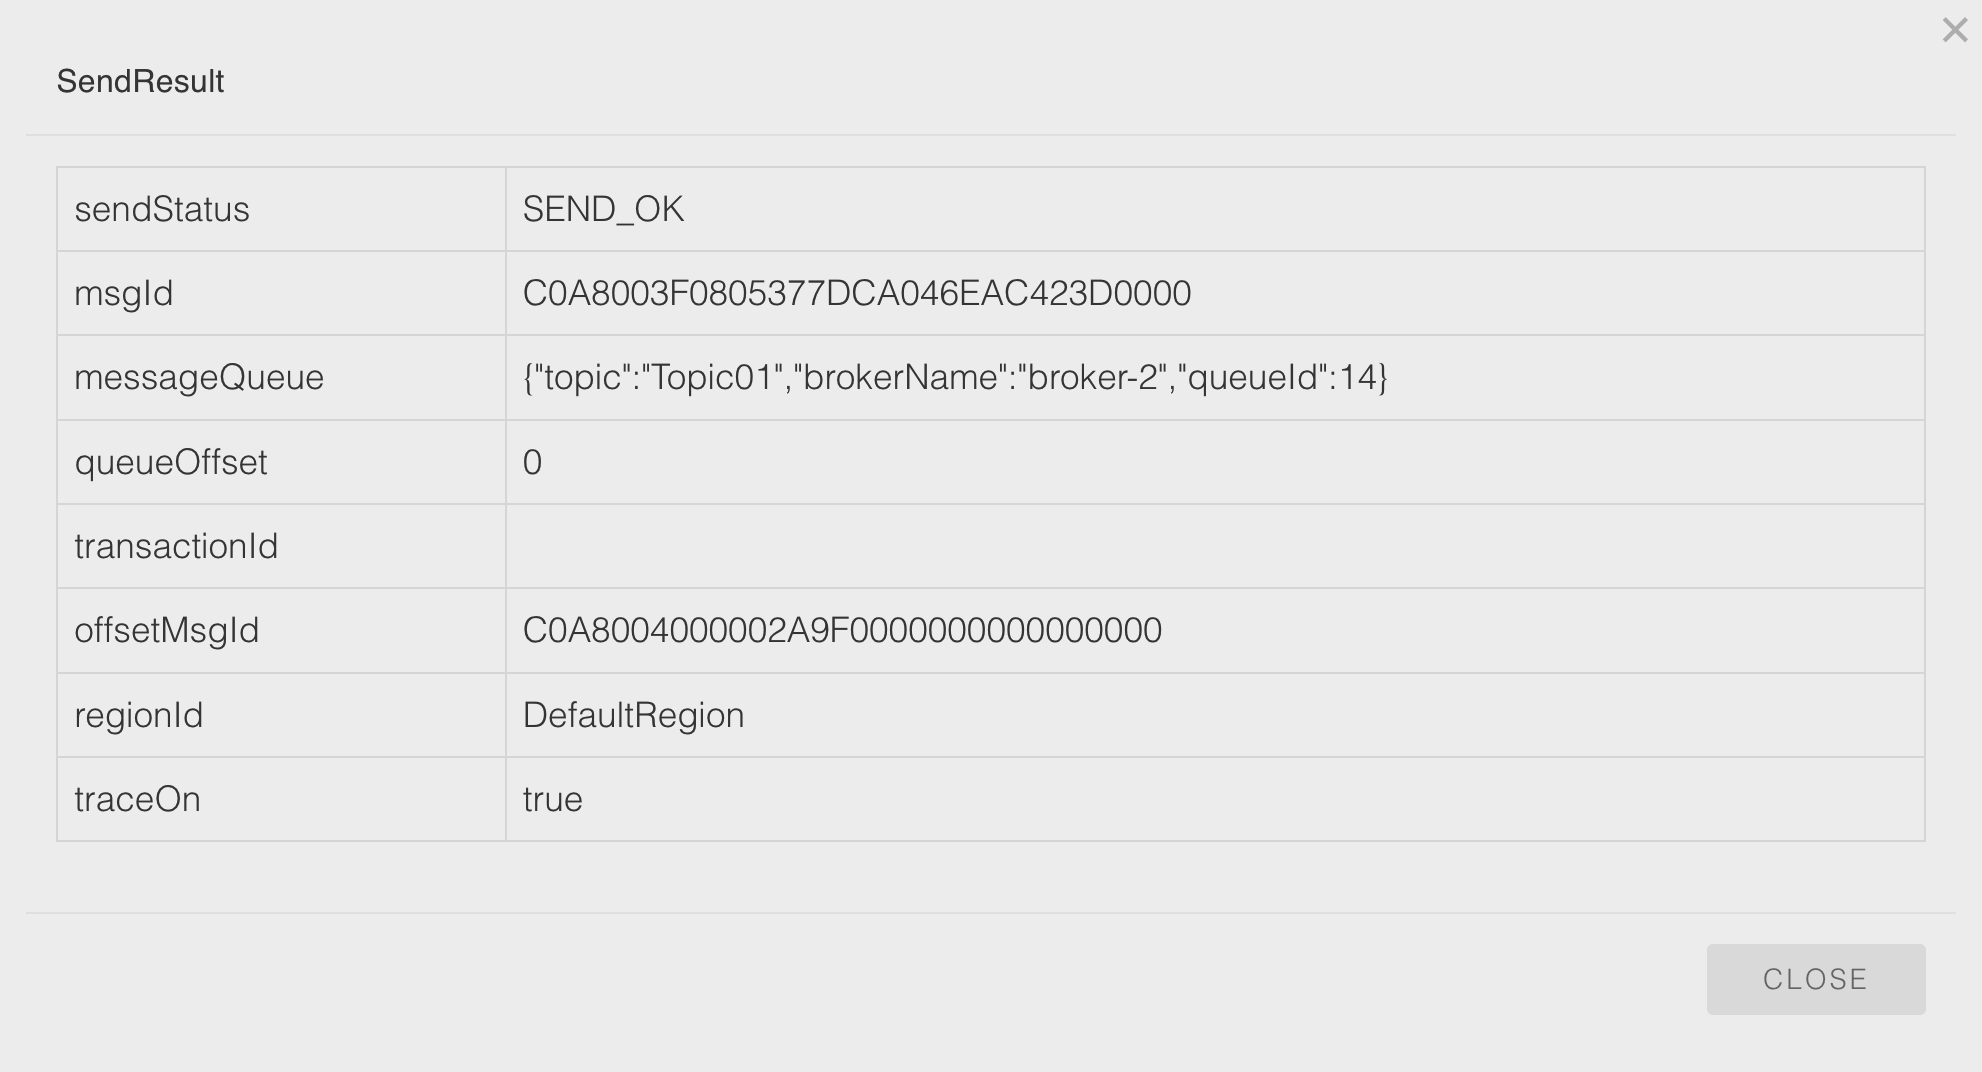 SendResult
sendStatus SEND_OK
msgId C0A8003F0805377DCA046EAC423D0000
messageQueue {"topic":"Topic01","brokerName":"broker-2","queueId":14}
queueOffset 0
transactionId
offsetMsgId C0A8004000002A9F0000000000000000
regionId DefaultRegion
traceOn true
CLOSE